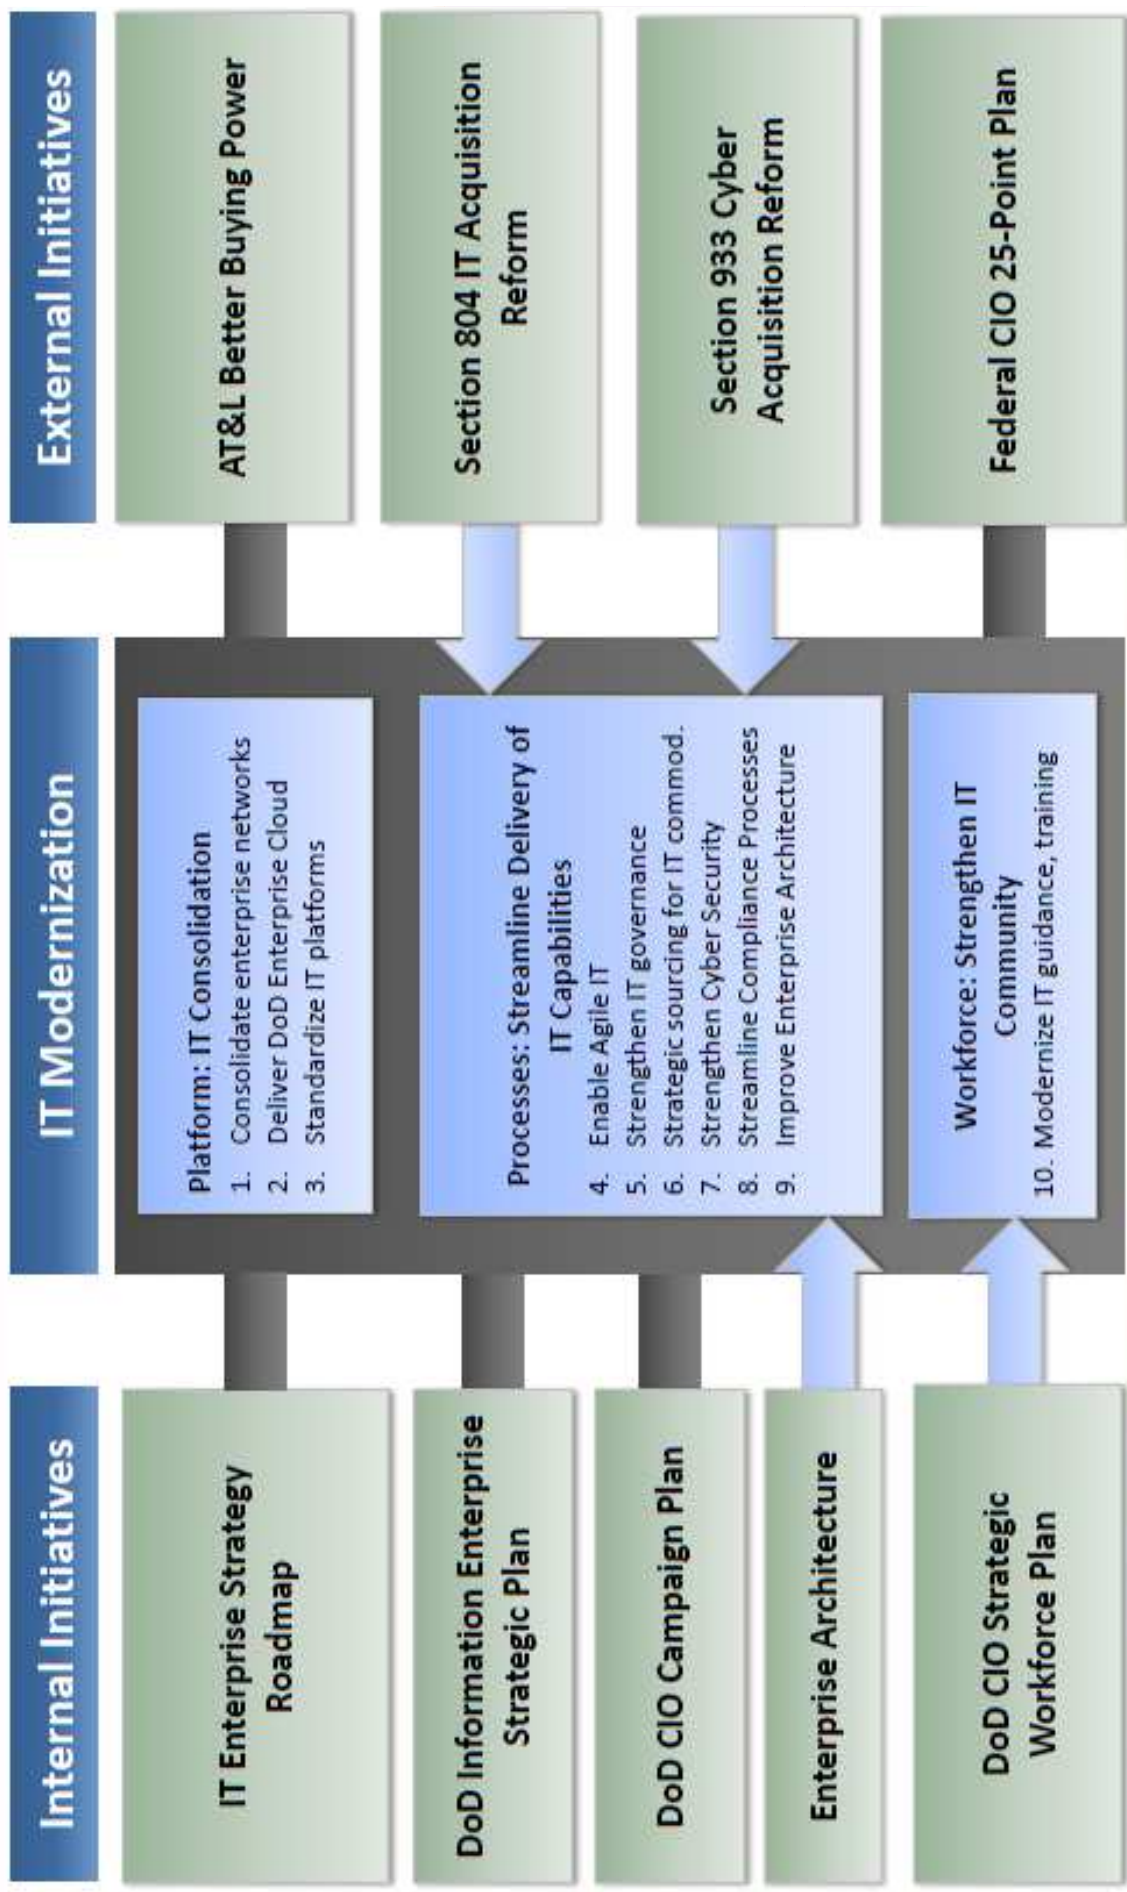 Internal Initiatives
IT Enterprise Strategy
Roadmap
DoD Information Enterprise
Strategic Plan
DoD CIO Campaign Plan
Enterprise Architecture
DoD CIO Strategic
Workforce Plan
IT Modernization
Platform: IT Consolidation
1. Consolidate enterprise networks
2. Deliver DoD Enterprise Cloud
3. Standardize IT platforms
Processes: Streamline Delivery of
IT Capabilities
4. Enable Agile IT
5. Strengthen IT governance
6. Strategic sourcing for IT commod.
7. Strengthen Cyber Security
8. Streamline Compliance Processes
9. Improve Enterprise Architecture
Workforce: Strengthen IT
Community
10. Modernize IT guidance, training
External Initiatives
AT&L Better Buying Power
Section 804 IT Acquisition
Reform
Section 933 Cyber
Acquisition Reform
Federal CIO 25-Point Plan